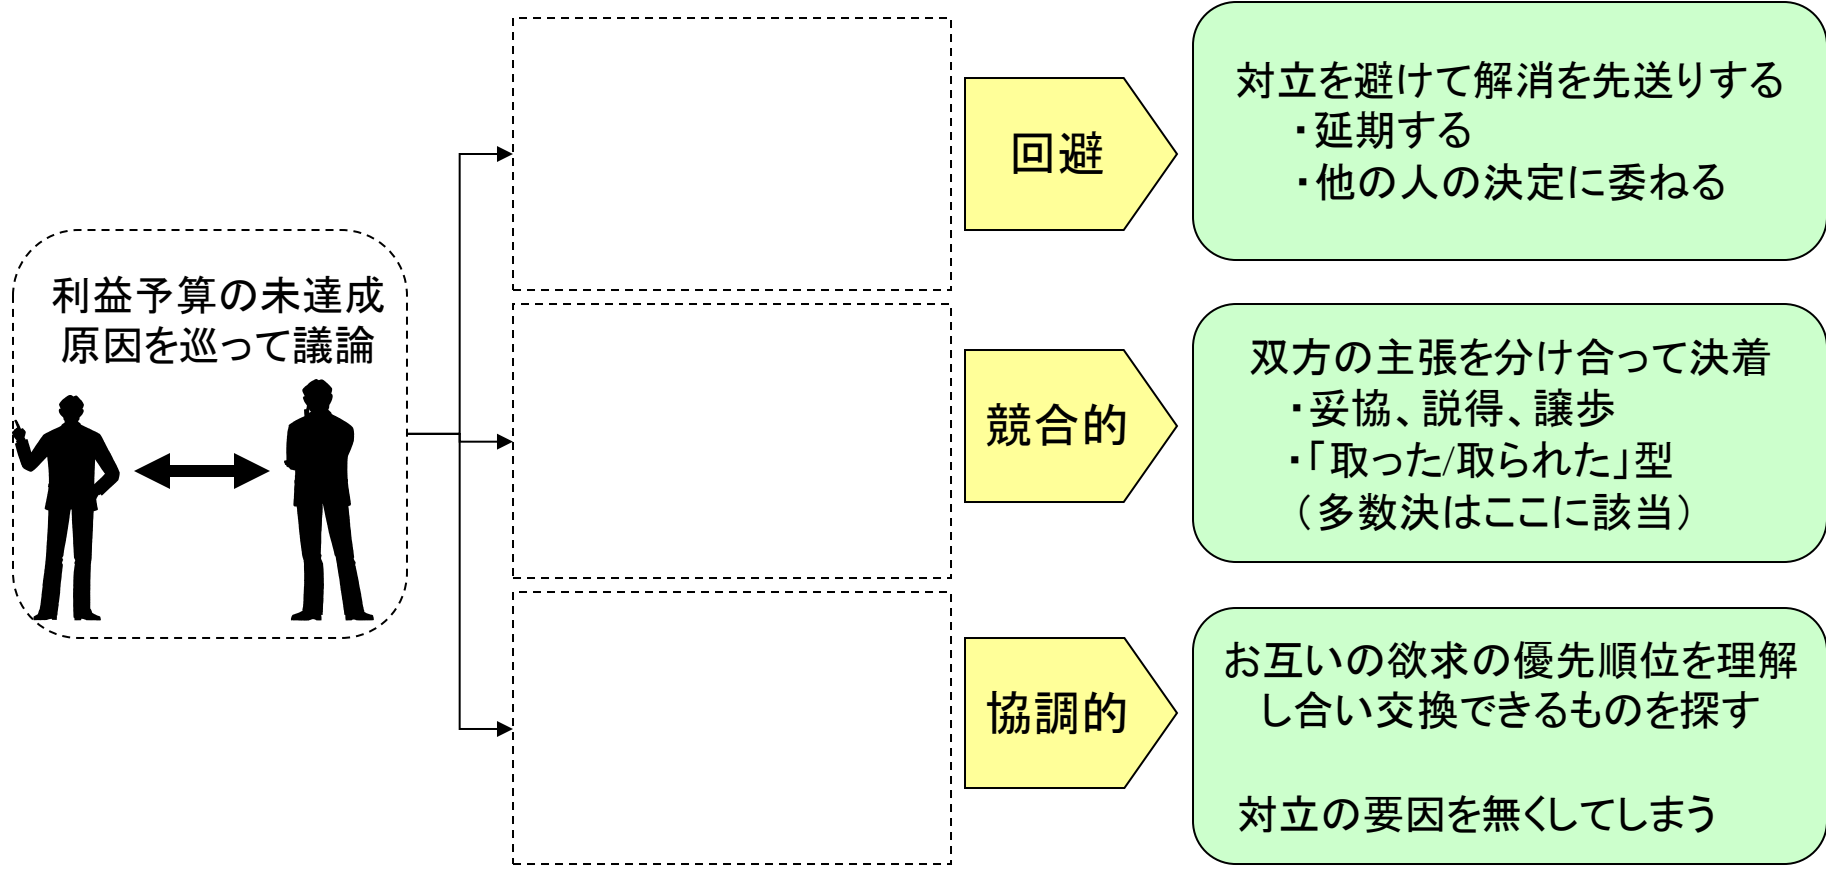 利益予算の未達成
原因を巡って議論
回避
対立を避けて解消を先送りする
・延期する
・他の人の決定に委ねる
競合的
双方の主張を分け合って決着
・妥協、説得、譲歩
・「取った/取られた」型
（多数決はここに該当）
協調的
お互いの欲求の優先順位を理解
し合い交換できるものを探す
対立の要因を無くしてしまう